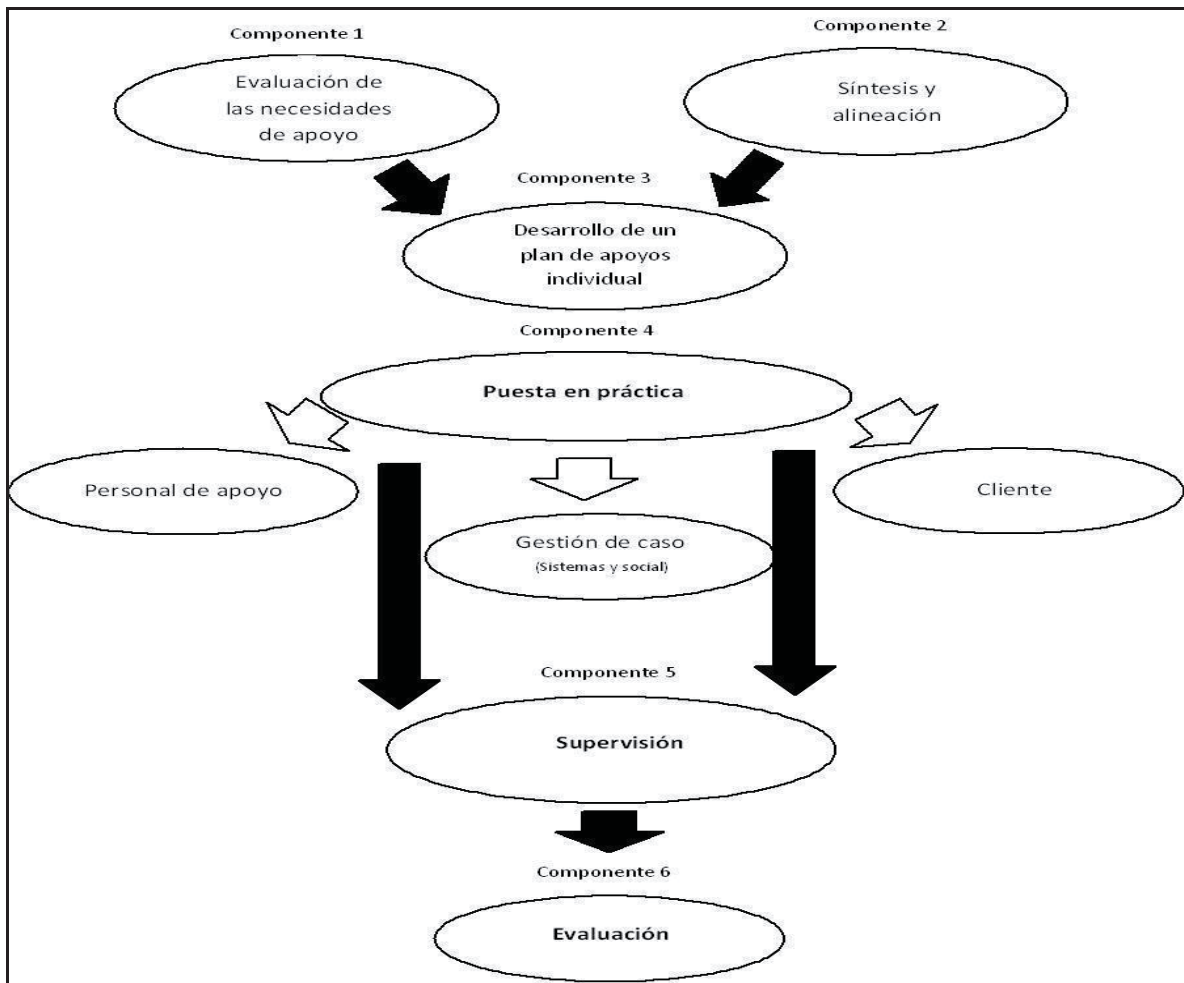 Componente 1
Evaluación de
las necesidades
de apoyo
Componente 2
Síntesis y
alineación
Componente 3
Desarrollo de un
plan de apoyos
individual
Componente 4
Puesta en práctica
Personal de apoyo
Cliente
Gestión de caso
(Sistemas y social)
Componente 5
Supervisión
Componente 6
Evaluación